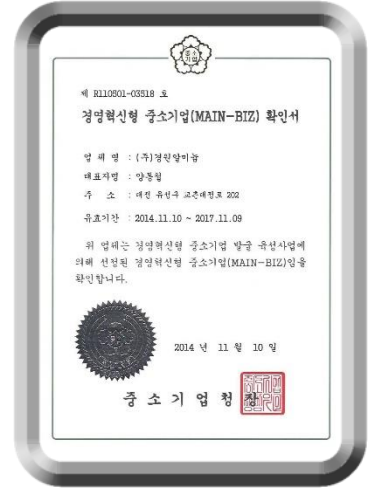 중소
기업
제 R110501-03518 호
경영혁신형 중소기업(MAIN-BIZ) 확인서
업 체 명 : (주)경원알미늄
대표자명 : 양통철
주 소 : 대전 유성구 교촌대정로 202
유효기간 : 2014.11.10 ~ 2017.11.09
위 업체는 경영혁신형 중소기업 발굴 육성사업에
의해 선정된 경영혁신형 중소기업(MAIN-BIZ)임을
확인합니다.
2014 년 11 월 10 일
중소기업청장